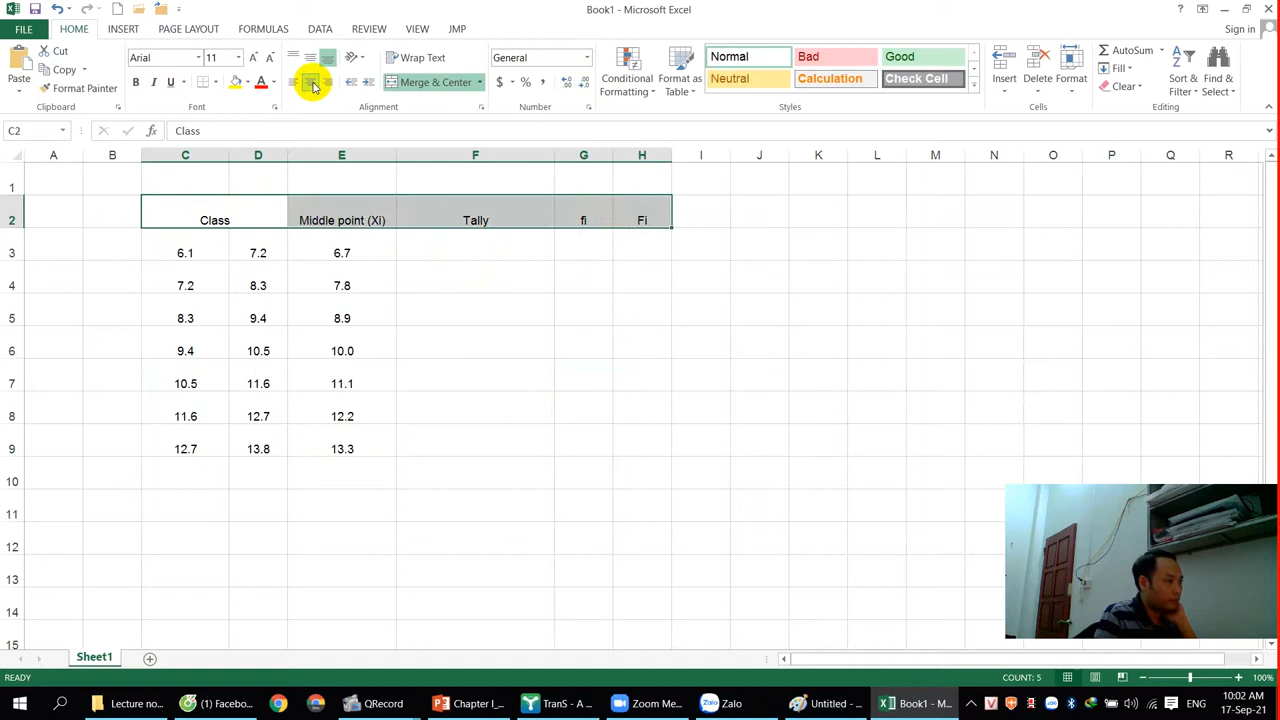 Book1 - Microsoft Excel
FILE HOME INSERT PAGE LAYOUT FORMULAS DATA REVIEW VIEW JMP Sign in
Paste
Cut
Copy
Format Painter
Clipboard
Arial 11
B I U
Font
Wrap Text
Merge & Center
Alignment
General
$ % ,
Number
Conditional Formatting
Format as Table
Normal Bad Good
Neutral Calculation Check Cell
Styles
Insert Delete Format
Cells
AutoSum
Fill
Clear
Sort & Filter
Find & Select
Editing
C2 fx Class
A B C D E F G H I J K L M N O P Q R
1
2 Class Middle point (Xi) Tally fi Fi
3 6.1 7.2 6.7
4 7.2 8.3 7.8
5 8.3 9.4 8.9
6 9.4 10.5 10.0
7 10.5 11.6 11.1
8 11.6 12.7 12.2
9 12.7 13.8 13.3
10
11
12
13
14
15
Sheet1
READY COUNT: 5 100%
Lecture no... (1) Facebo... QRecord Chapter I_... TranS - A ... Zoom Me... Zalo Untitled - ... Book1 - M... ENG 10:02 AM
17-Sep-21